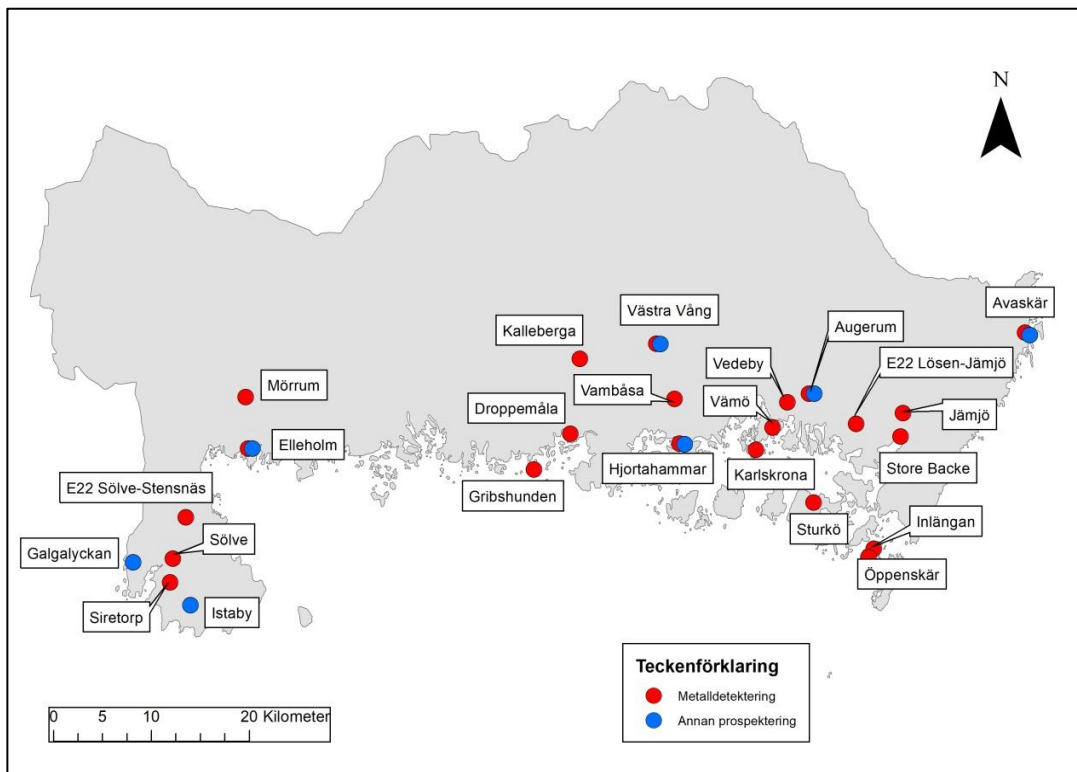 N
Avaskär
Västra Vång
Augerum
Kalleberga
Vedeby
E22 Lösen-Jämjö
Mörrum
Vambåsa
Vämö
Jämjö
Droppemåla
Elleholm
Hjortahammar
Karlskrona
Store Backe
E22 Sölve-Stensnäs
Gribshunden
Sturkö
Inlängan
Sölve
Galgalyckan
Öppenskär
Siretorp
Istaby
Teckenförklaring
Metalldetektering
Annan prospektering
0 5 10 20 Kilometer